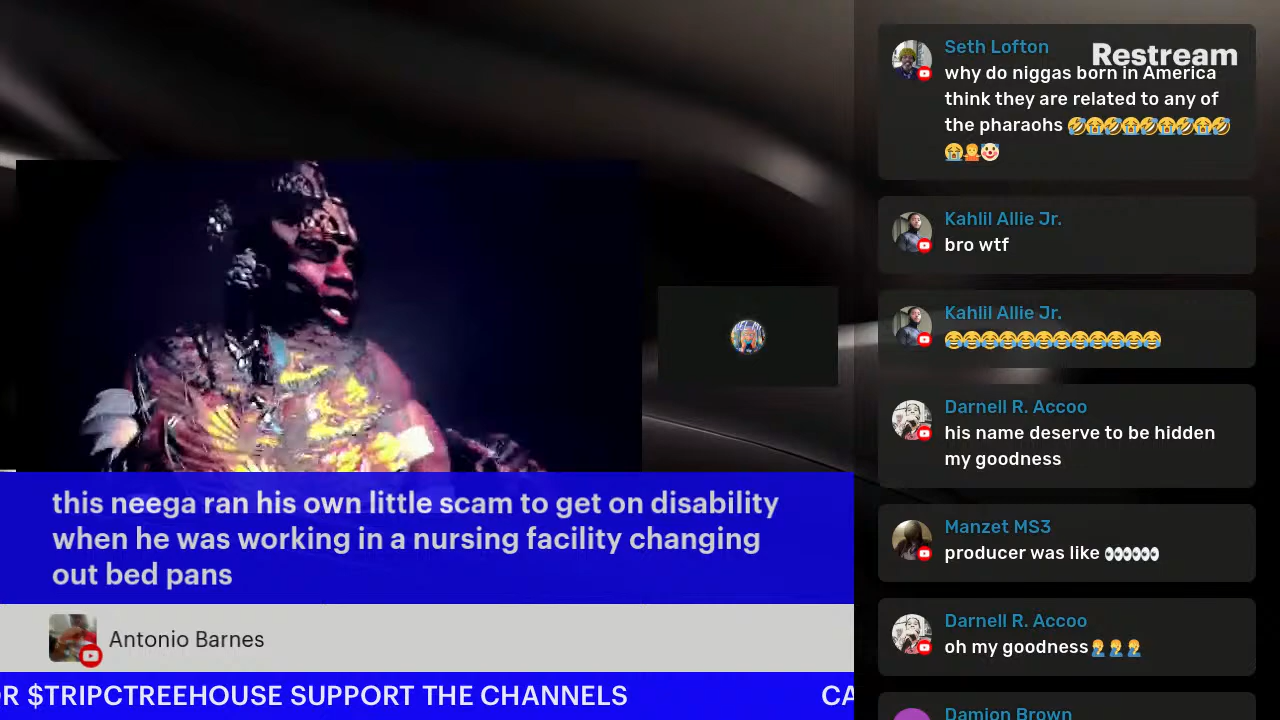 Restream
Seth Lofton
why do niggas born in America
think they are related to any of
the pharaohs 🤣😭🤣😭🤣😭🤣😭🤣
😭🤷🤡
Kahlil Allie Jr.
bro wtf
Kahlil Allie Jr.
😂😂😂😂😂😂😂😂😂😂😂😂
Darnell R. Accoo
his name deserve to be hidden
my goodness
Manzet MS3
producer was like 👀👀👀👀👀👀
Darnell R. Accoo
oh my goodness 🤦‍♂️🤦‍♂️🤦‍♂️
Damion Brown
this neega ran his own little scam to get on disability
when he was working in a nursing facility changing
out bed pans
Antonio Barnes
OR $TRIPCTREEHOUSE SUPPORT THE CHANNELS CA